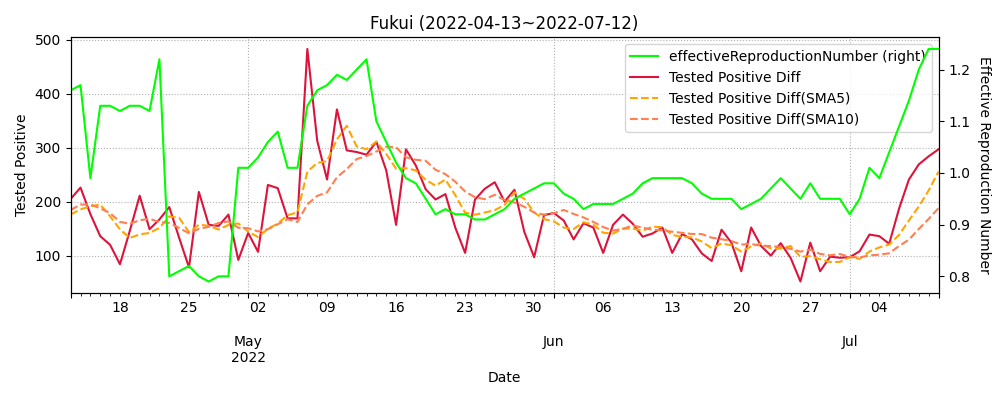 Fukui (2022-04-13~2022-07-12)
effectiveReproductionNumber (right)
Tested Positive Diff
Tested Positive Diff(SMA5)
Tested Positive Diff(SMA10)
Tested Positive
500
400
300
200
100
1.2
1.1
1.0
0.9
0.8
Effective Reproduction Number
18 25 02 09 16 23 30 06 13 20 27 04
May Jun Jul
2022
Date